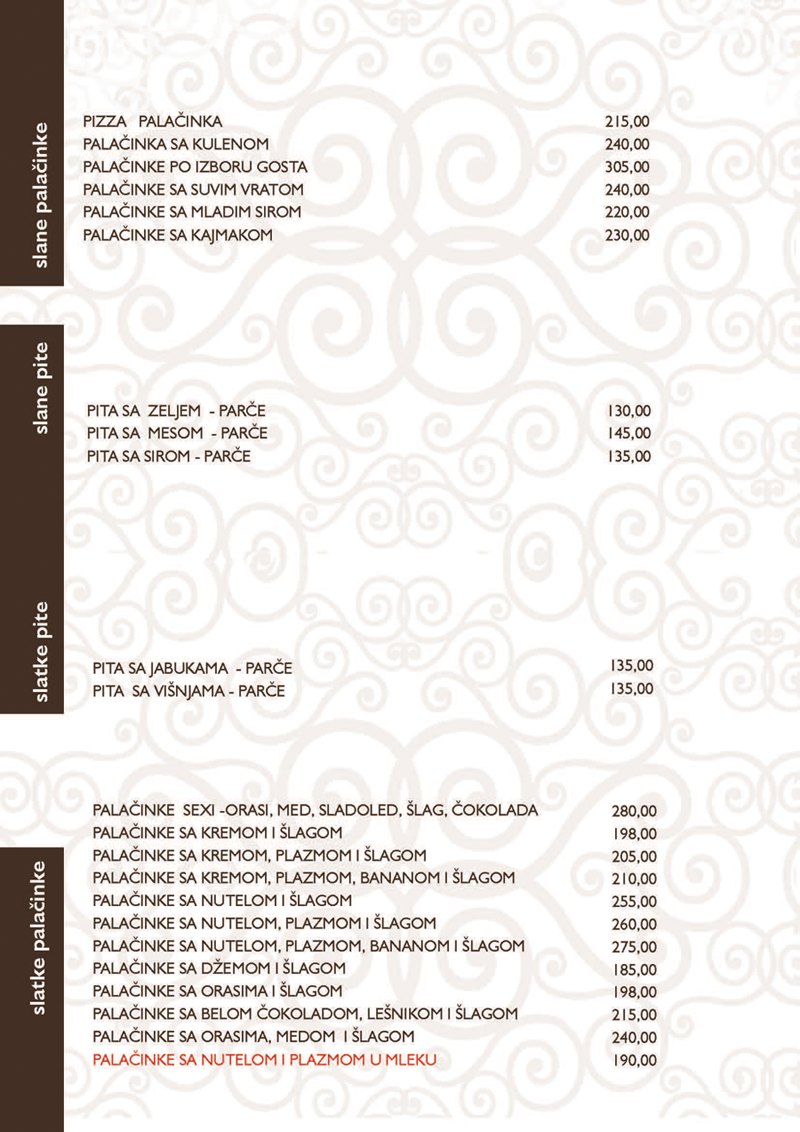 slane palačinke
PIZZA PALAČINKA 215,00
PALAČINKA SA KULENOM 240,00
PALAČINKE PO IZBORU GOSTA 305,00
PALAČINKE SA SUVIM VRATOM 240,00
PALAČINKE SA MLADIM SIROM 220,00
PALAČINKE SA KAJMAKOM 230,00
slane pite
PITA SA ZELJEM - PARČE 130,00
PITA SA MESOM - PARČE 145,00
PITA SA SIROM - PARČE 135,00
slatke pite
PITA SA JABUKAMA - PARČE 135,00
PITA SA VIŠNJAMA - PARČE 135,00
slatke palačinke
PALAČINKE SEXI -ORASI, MED, SLADOLED, ŠLAG, ČOKOLADA 280,00
PALAČINKE SA KREMOM I ŠLAGOM 198,00
PALAČINKE SA KREMOM, PLAZMOM I ŠLAGOM 205,00
PALAČINKE SA KREMOM, PLAZMOM, BANANOM I ŠLAGOM 210,00
PALAČINKE SA NUTELOM I ŠLAGOM 255,00
PALAČINKE SA NUTELOM, PLAZMOM I ŠLAGOM 260,00
PALAČINKE SA NUTELOM, PLAZMOM, BANANOM I ŠLAGOM 275,00
PALAČINKE SA DŽEMOM I ŠLAGOM 185,00
PALAČINKE SA ORASIMA I ŠLAGOM 198,00
PALAČINKE SA BELOM ČOKOLADOM, LEŠNIKOM I ŠLAGOM 215,00
PALAČINKE SA ORASIMA, MEDOM I ŠLAGOM 240,00
PALAČINKE SA NUTELOM I PLAZMOM U MLEKU 190,00